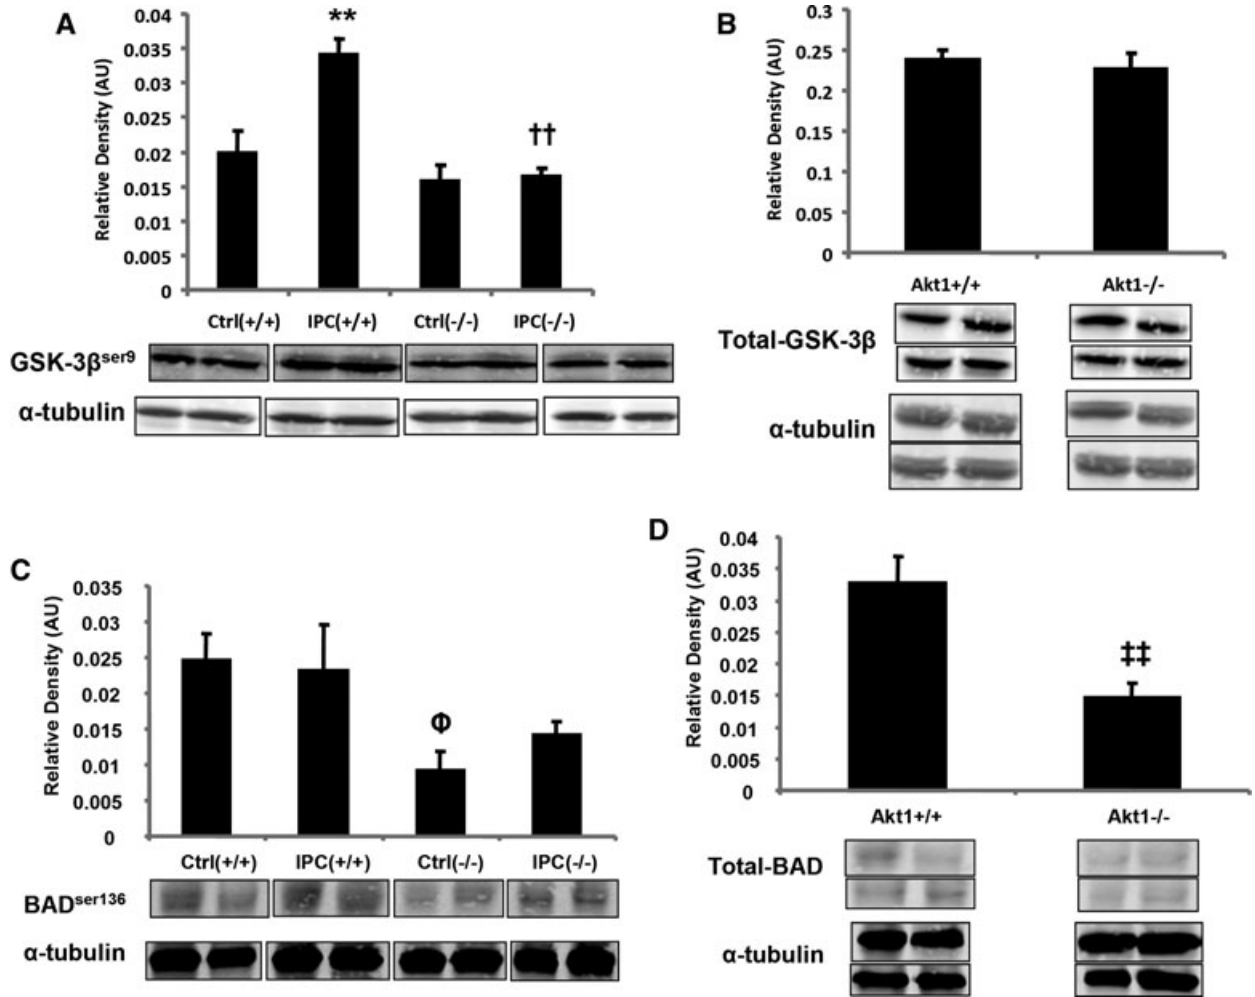 A
**
††
Relative Density (AU)
0.04
0.035
0.03
0.025
0.02
0.015
0.01
0.005
0
Ctrl(+/+) IPC(+/+) Ctrl(-/-) IPC(-/-)
GSK-3βser9
α-tubulin
B
Relative Density (AU)
0.3
0.25
0.2
0.15
0.1
0.05
0
Akt1+/+ Akt1-/-
Total-GSK-3β
α-tubulin
C
Relative Density (AU)
0.035
0.03
0.025
0.02
0.015
0.01
0.005
0
Φ
Ctrl(+/+) IPC(+/+) Ctrl(-/-) IPC(-/-)
BADser136
α-tubulin
D
Relative Density (AU)
0.04
0.035
0.03
0.025
0.02
0.015
0.01
0.005
0
‡‡
Akt1+/+ Akt1-/-
Total-BAD
α-tubulin